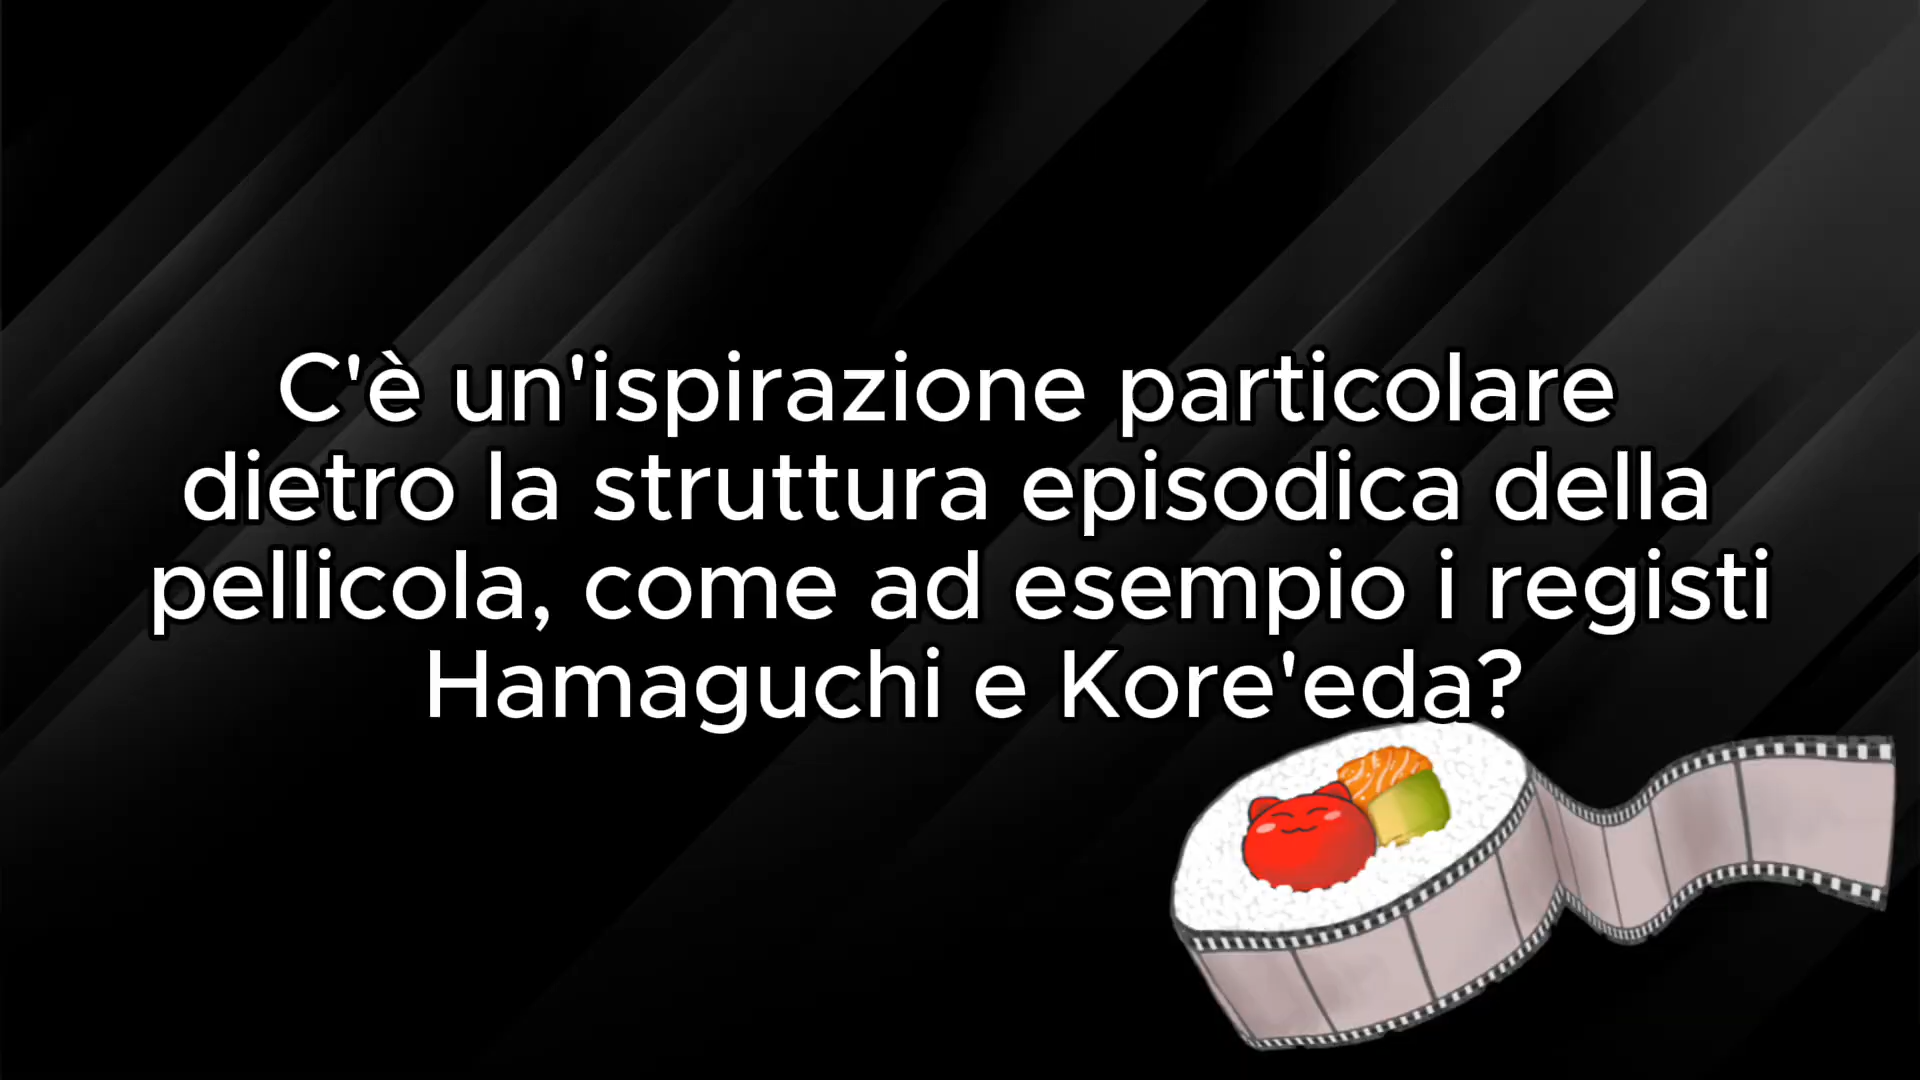 C'è un'ispirazione particolare
dietro la struttura episodica della
pellicola, come ad esempio i registi
Hamaguchi e Kore'eda?